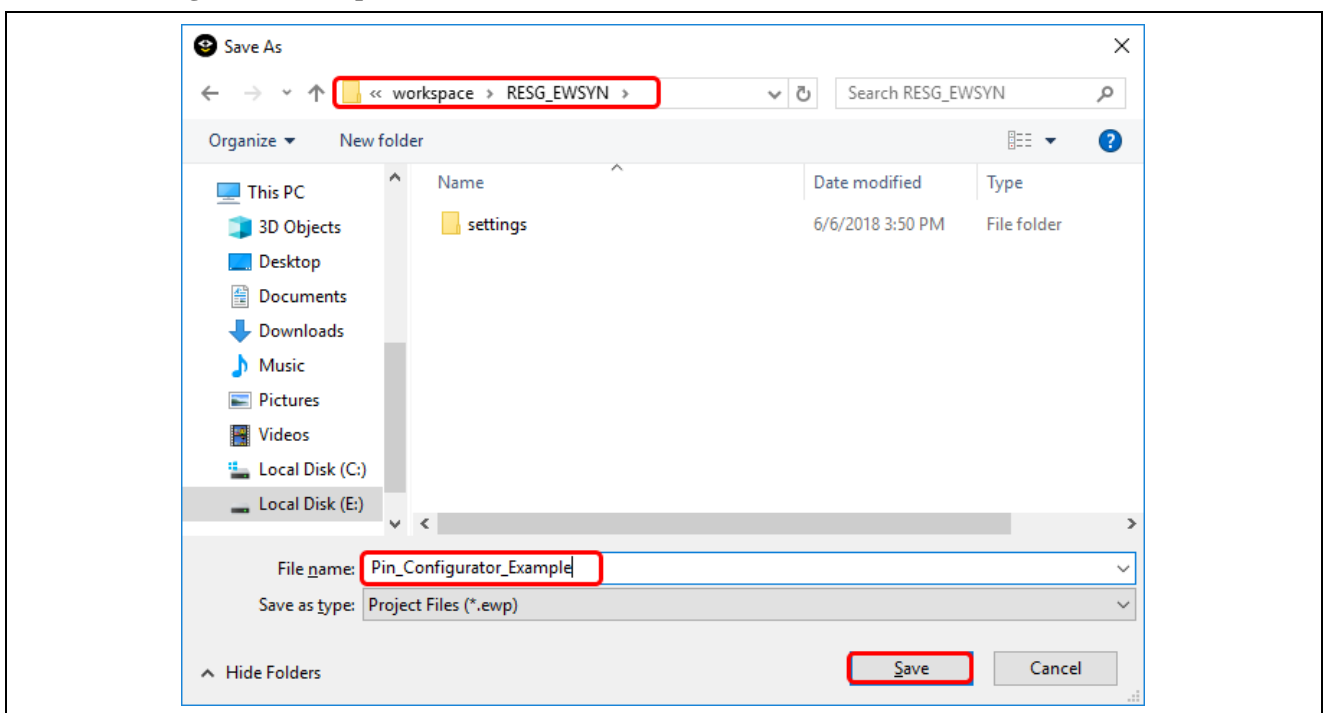 Save As
« workspace > RESG_EWSYN >
Search RESG_EWSYN
Organize
New folder
?
This PC
3D Objects
Desktop
Documents
Downloads
Music
Pictures
Videos
Local Disk (C:)
Local Disk (E:)
Name
Date modified
Type
settings
6/6/2018 3:50 PM
File folder
File name: Pin_Configurator_Example
Save as type: Project Files (*.ewp)
Hide Folders
Save
Cancel